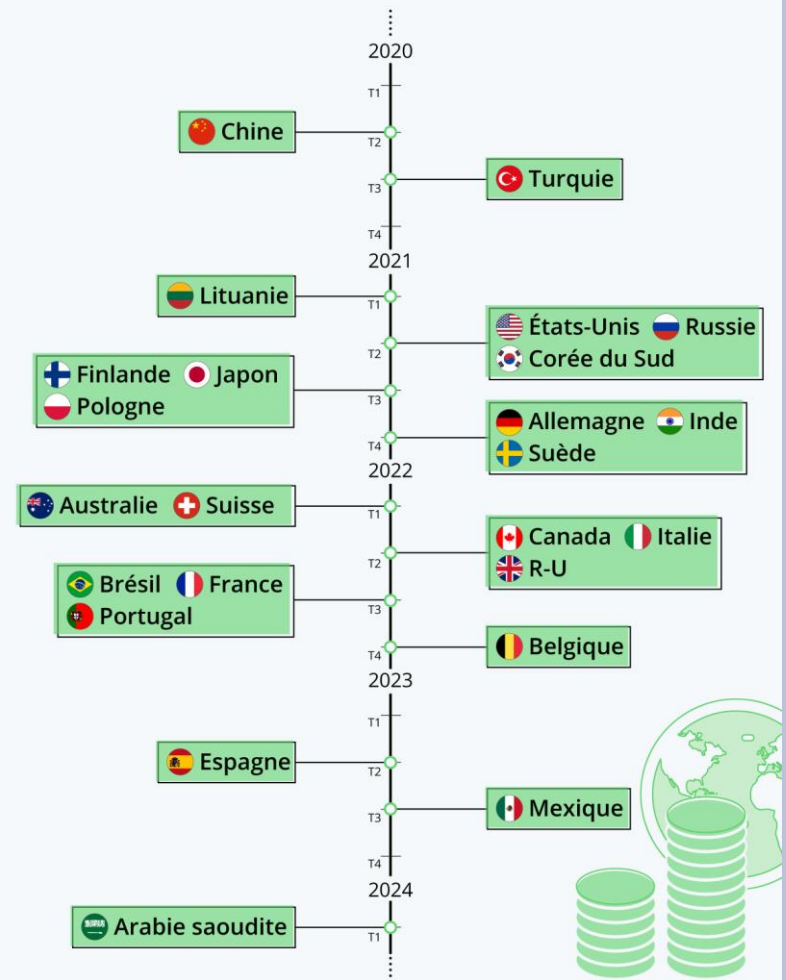 2020
T1
Chine
T2
Turquie
T3
T4
2021
Lituanie
T1
États-Unis Russie
Corée du Sud
T2
Finlande Japon
Pologne
T3
Allemagne Inde
Suède
T4
2022
Australie Suisse
T1
Canada Italie
R-U
T2
Brésil France
Portugal
T3
Belgique
T4
2023
T1
Espagne
T2
Mexique
T3
T4
2024
Arabie saoudite
T1